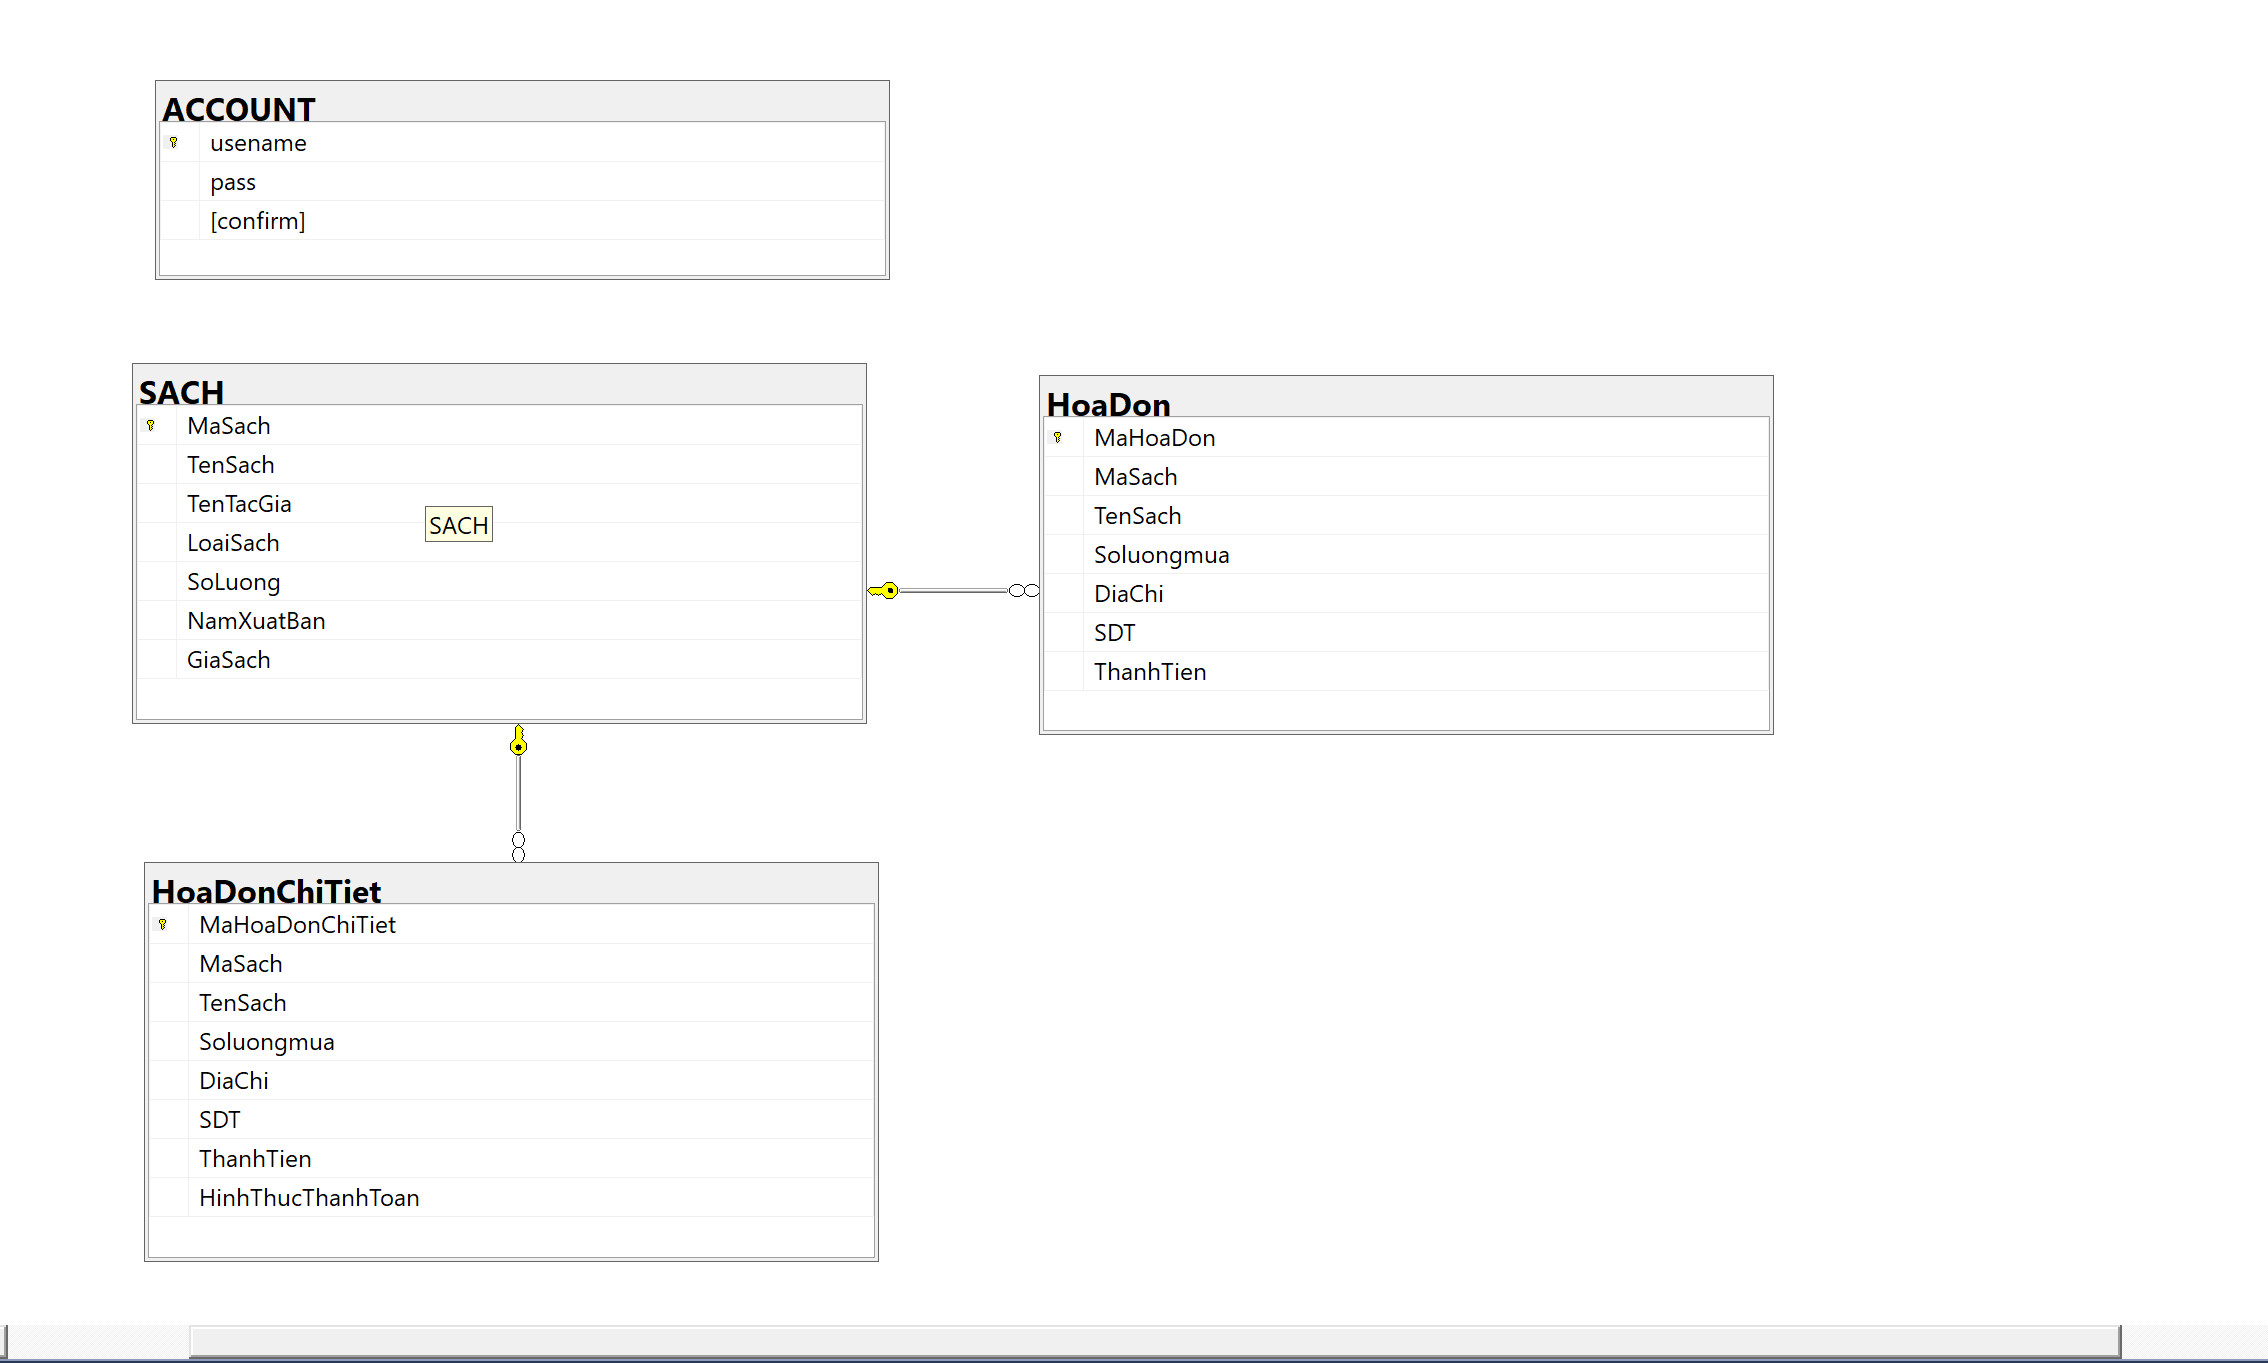 ACCOUNT
usename
pass
[confirm]
SACH
MaSach
TenSach
TenTacGia
SACH
LoaiSach
SoLuong
NamXuatBan
GiaSach
HoaDon
MaHoaDon
MaSach
TenSach
Soluongmua
DiaChi
SDT
ThanhTien
HoaDonChiTiet
MaHoaDonChiTiet
MaSach
TenSach
Soluongmua
DiaChi
SDT
ThanhTien
HinhThucThanhToan